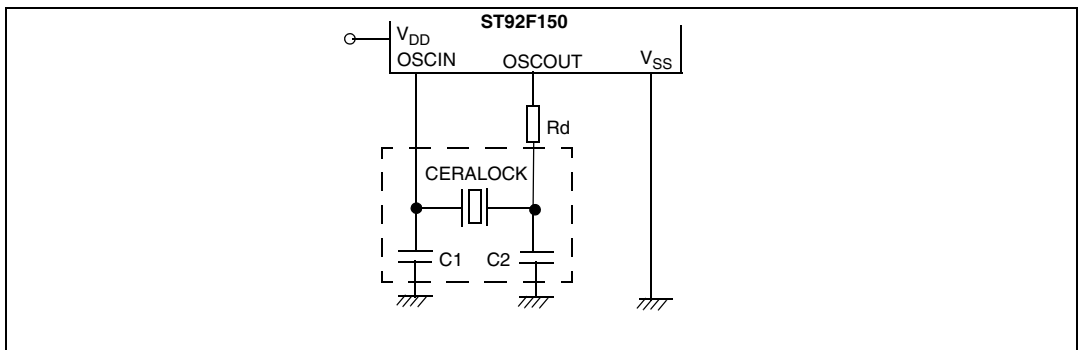 ST92F150
VDD
OSCIN
OSCOUT
VSS
Rd
CERALOCK
C1
C2